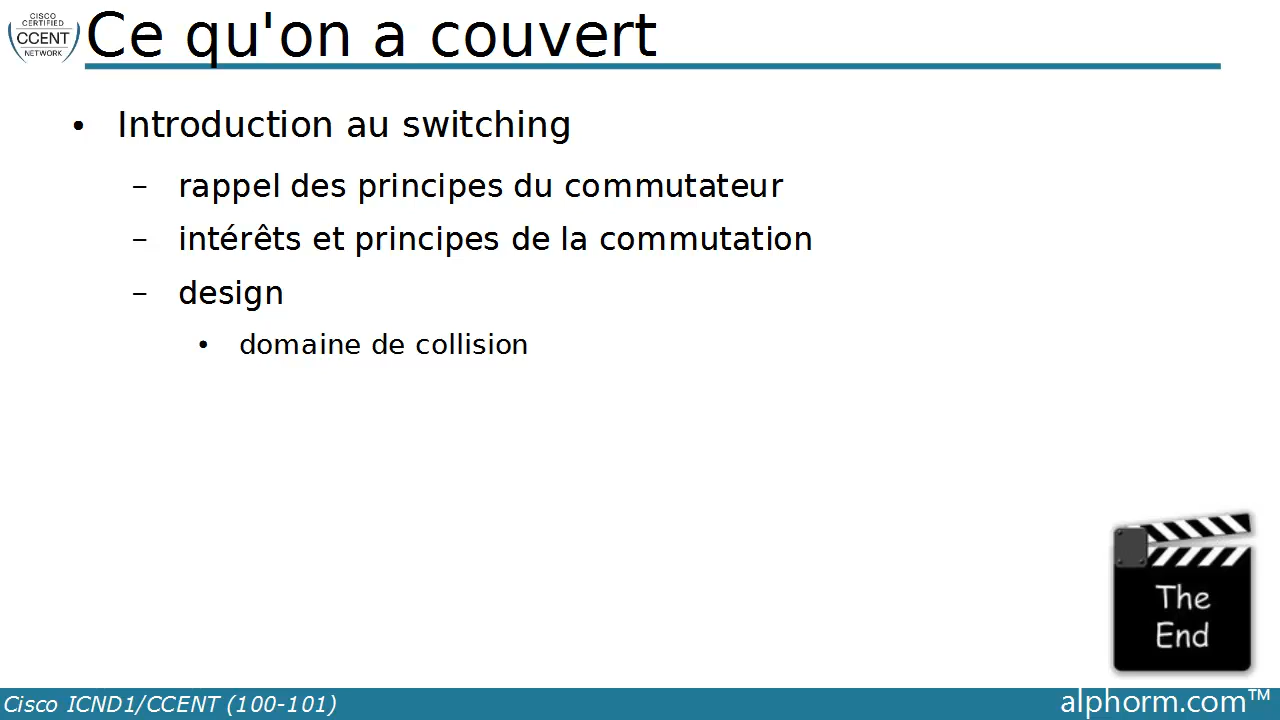 CISCO
CERTIFIED
CCENT
NETWORK
Ce qu'on a couvert
• Introduction au switching
– rappel des principes du commutateur
– intérêts et principes de la commutation
– design
• domaine de collision
The
End
Cisco ICND1/CCENT (100-101)
alphorm.com™